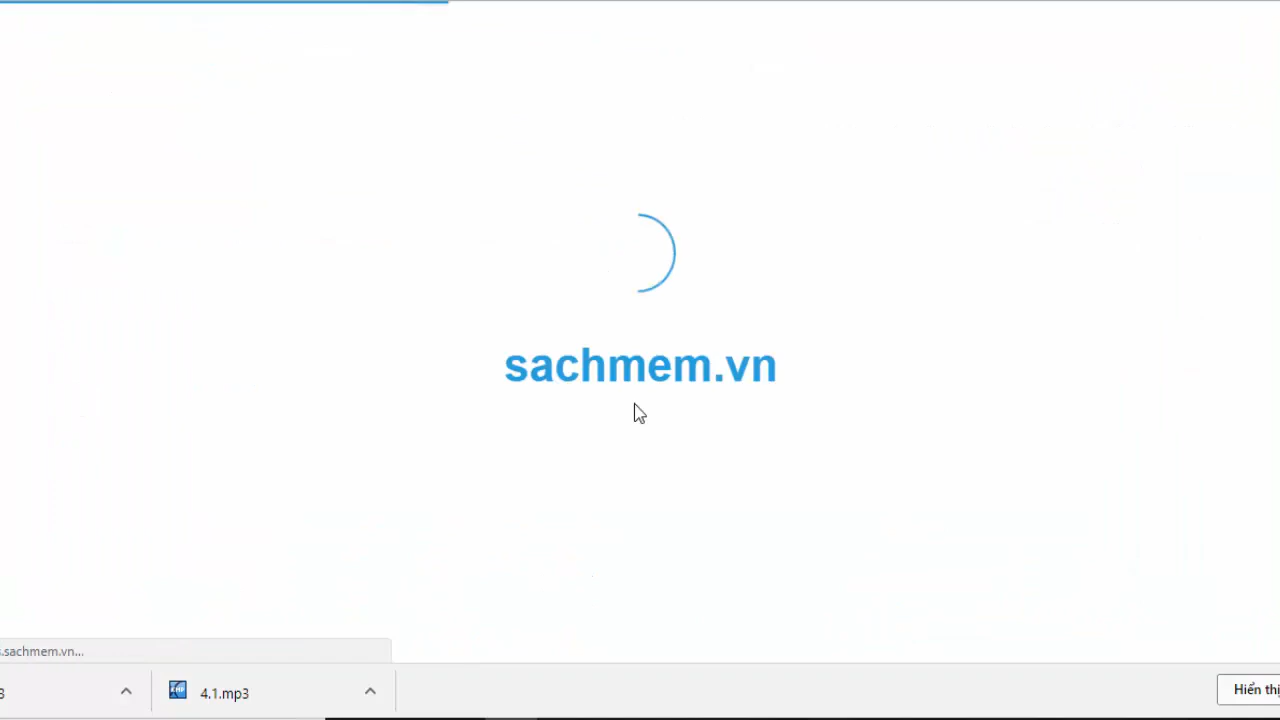 sachmem.vn
s.sachmem.vn...
3
4.1.mp3
Hiển thị